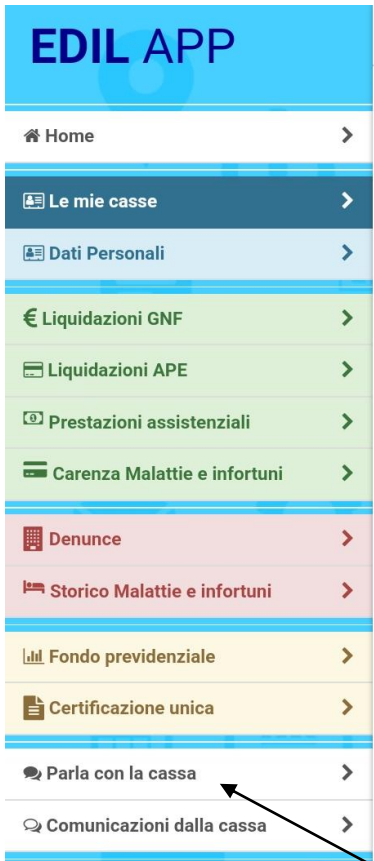 EDIL APP
Home
Le mie casse
Dati Personali
Liquidazioni GNF
Liquidazioni APE
Prestazioni assistenziali
Carenza Malattie e infortuni
Denunce
Storico Malattie e infortuni
Fondo previdenziale
Certificazione unica
Parla con la cassa
Comunicazioni dalla cassa